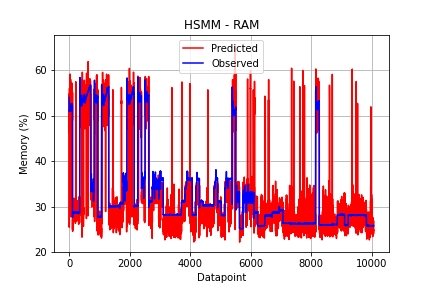 HSMM - RAM
Predicted
Observed
Memory (%)
60
50
40
30
20
0
2000
4000
6000
8000
10000
Datapoint